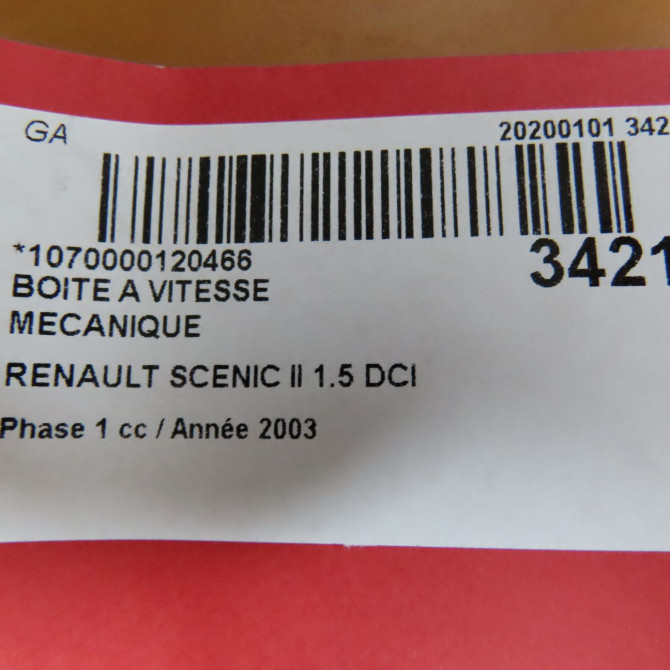 GA 20200101 342
*1070000120466 3421
BOITE A VITESSE
MECANIQUE
RENAULT SCENIC II 1.5 DCI
Phase 1 cc / Année 2003